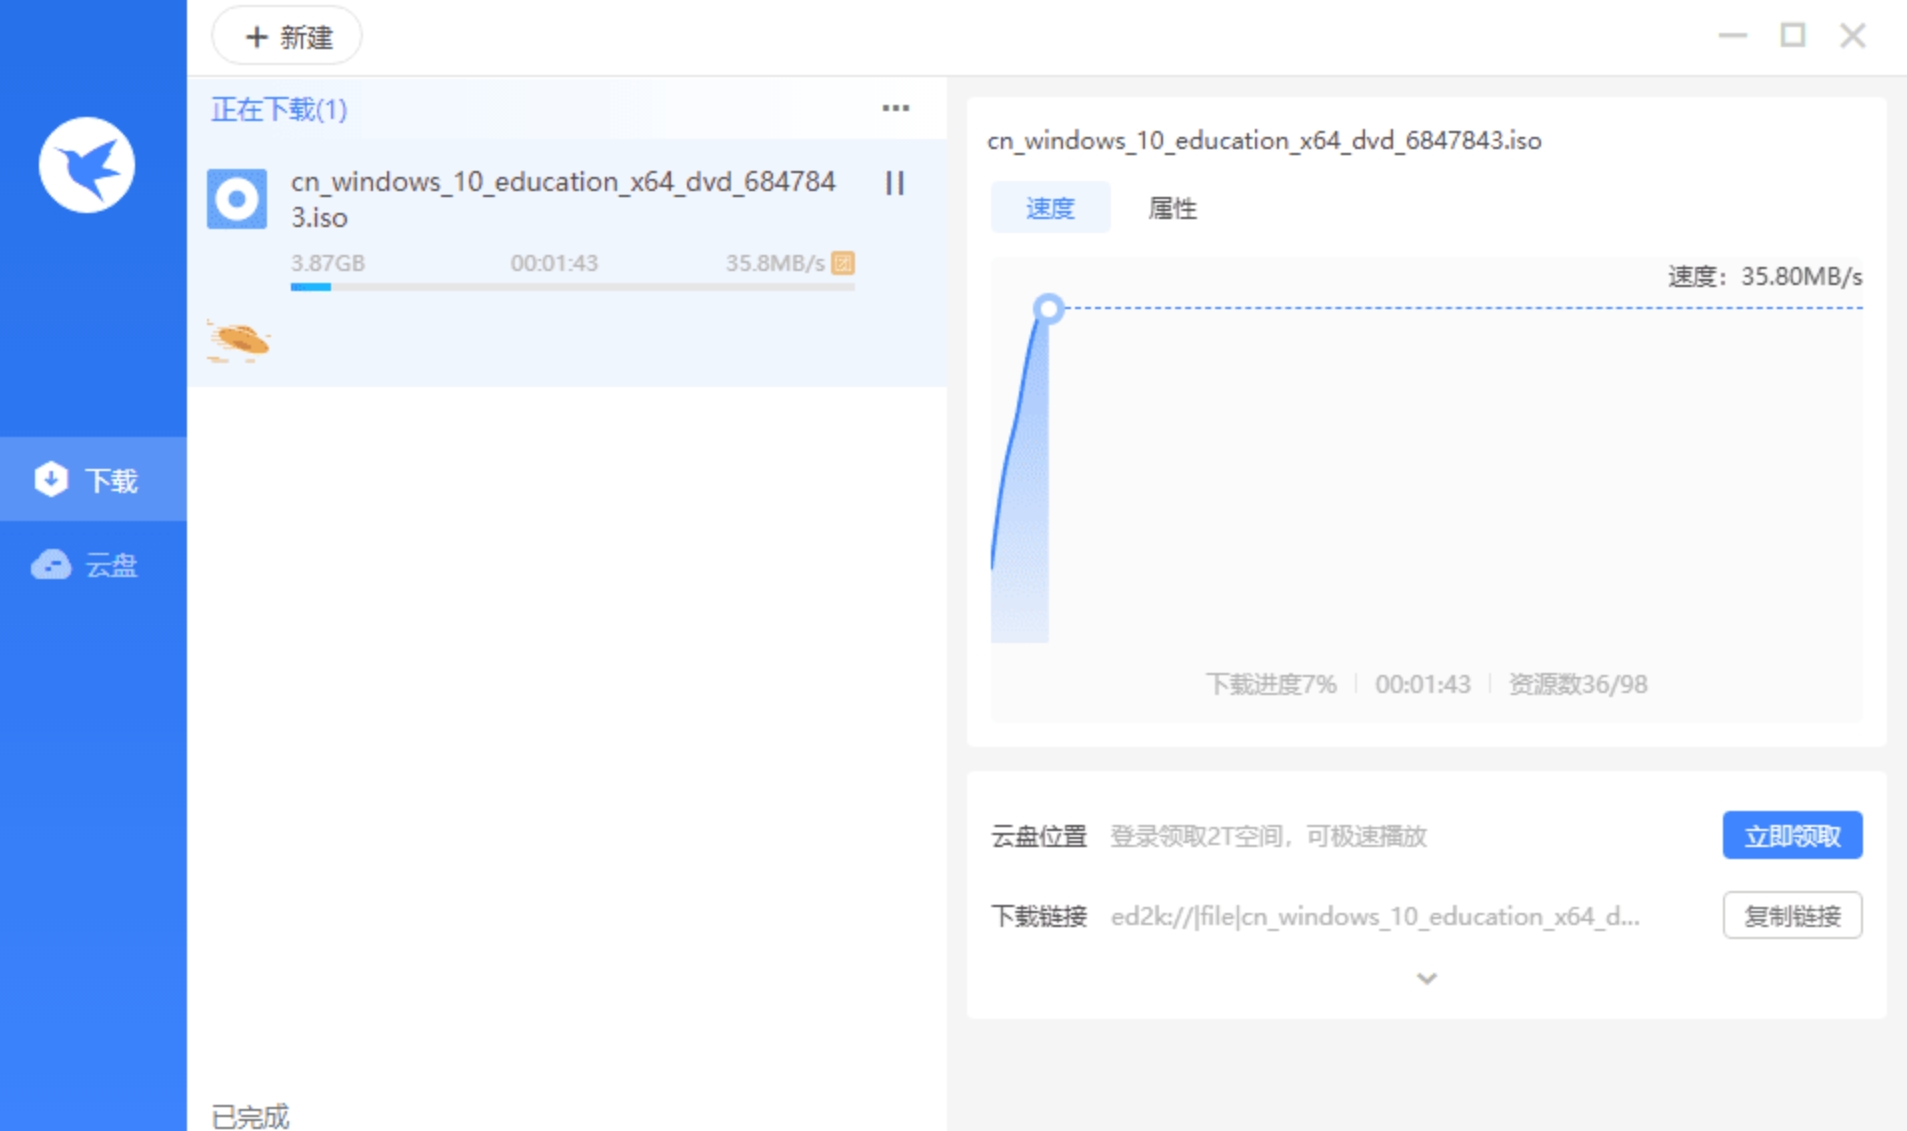 新建
正在下载(1)
cn_windows_10_education_x64_dvd_684784
3.iso
3.87GB 00:01:43 35.8MB/s 团
下载
云盘
已完成
cn_windows_10_education_x64_dvd_6847843.iso
速度 属性
速度：35.80MB/s
下载进度7% 00:01:43 资源数36/98
云盘位置 登录领取2T空间，可极速播放 立即领取
下载链接 ed2k://|file|cn_windows_10_education_x64_d... 复制链接